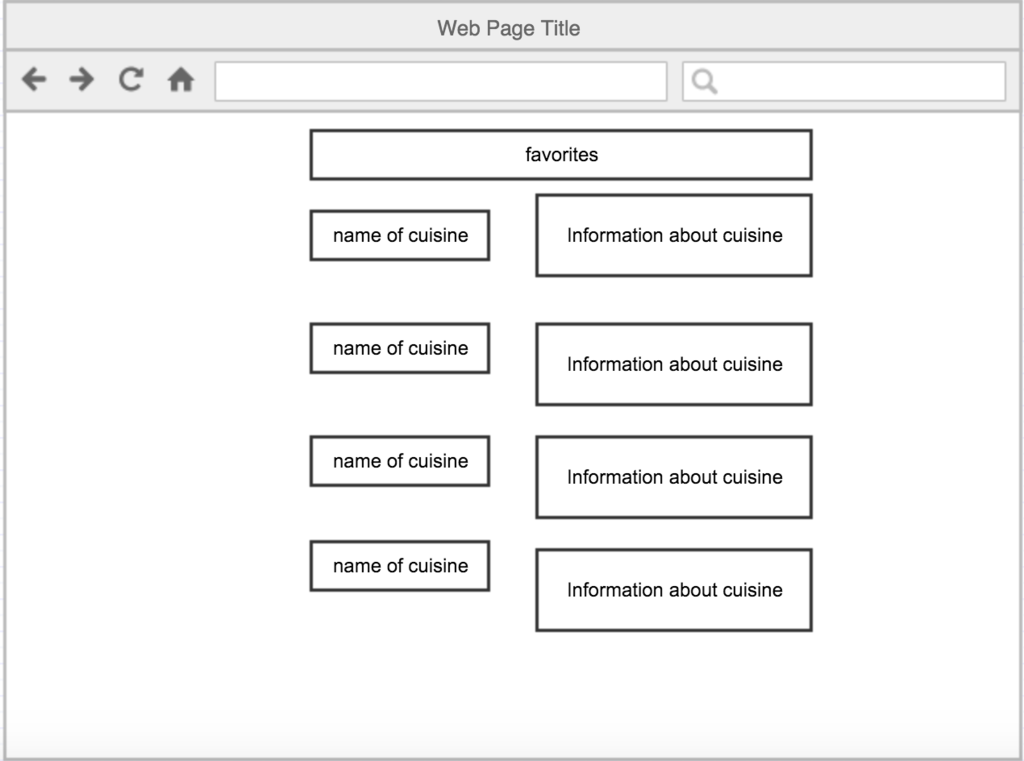 Web Page Title
favorites
name of cuisine
Information about cuisine
name of cuisine
Information about cuisine
name of cuisine
Information about cuisine
name of cuisine
Information about cuisine